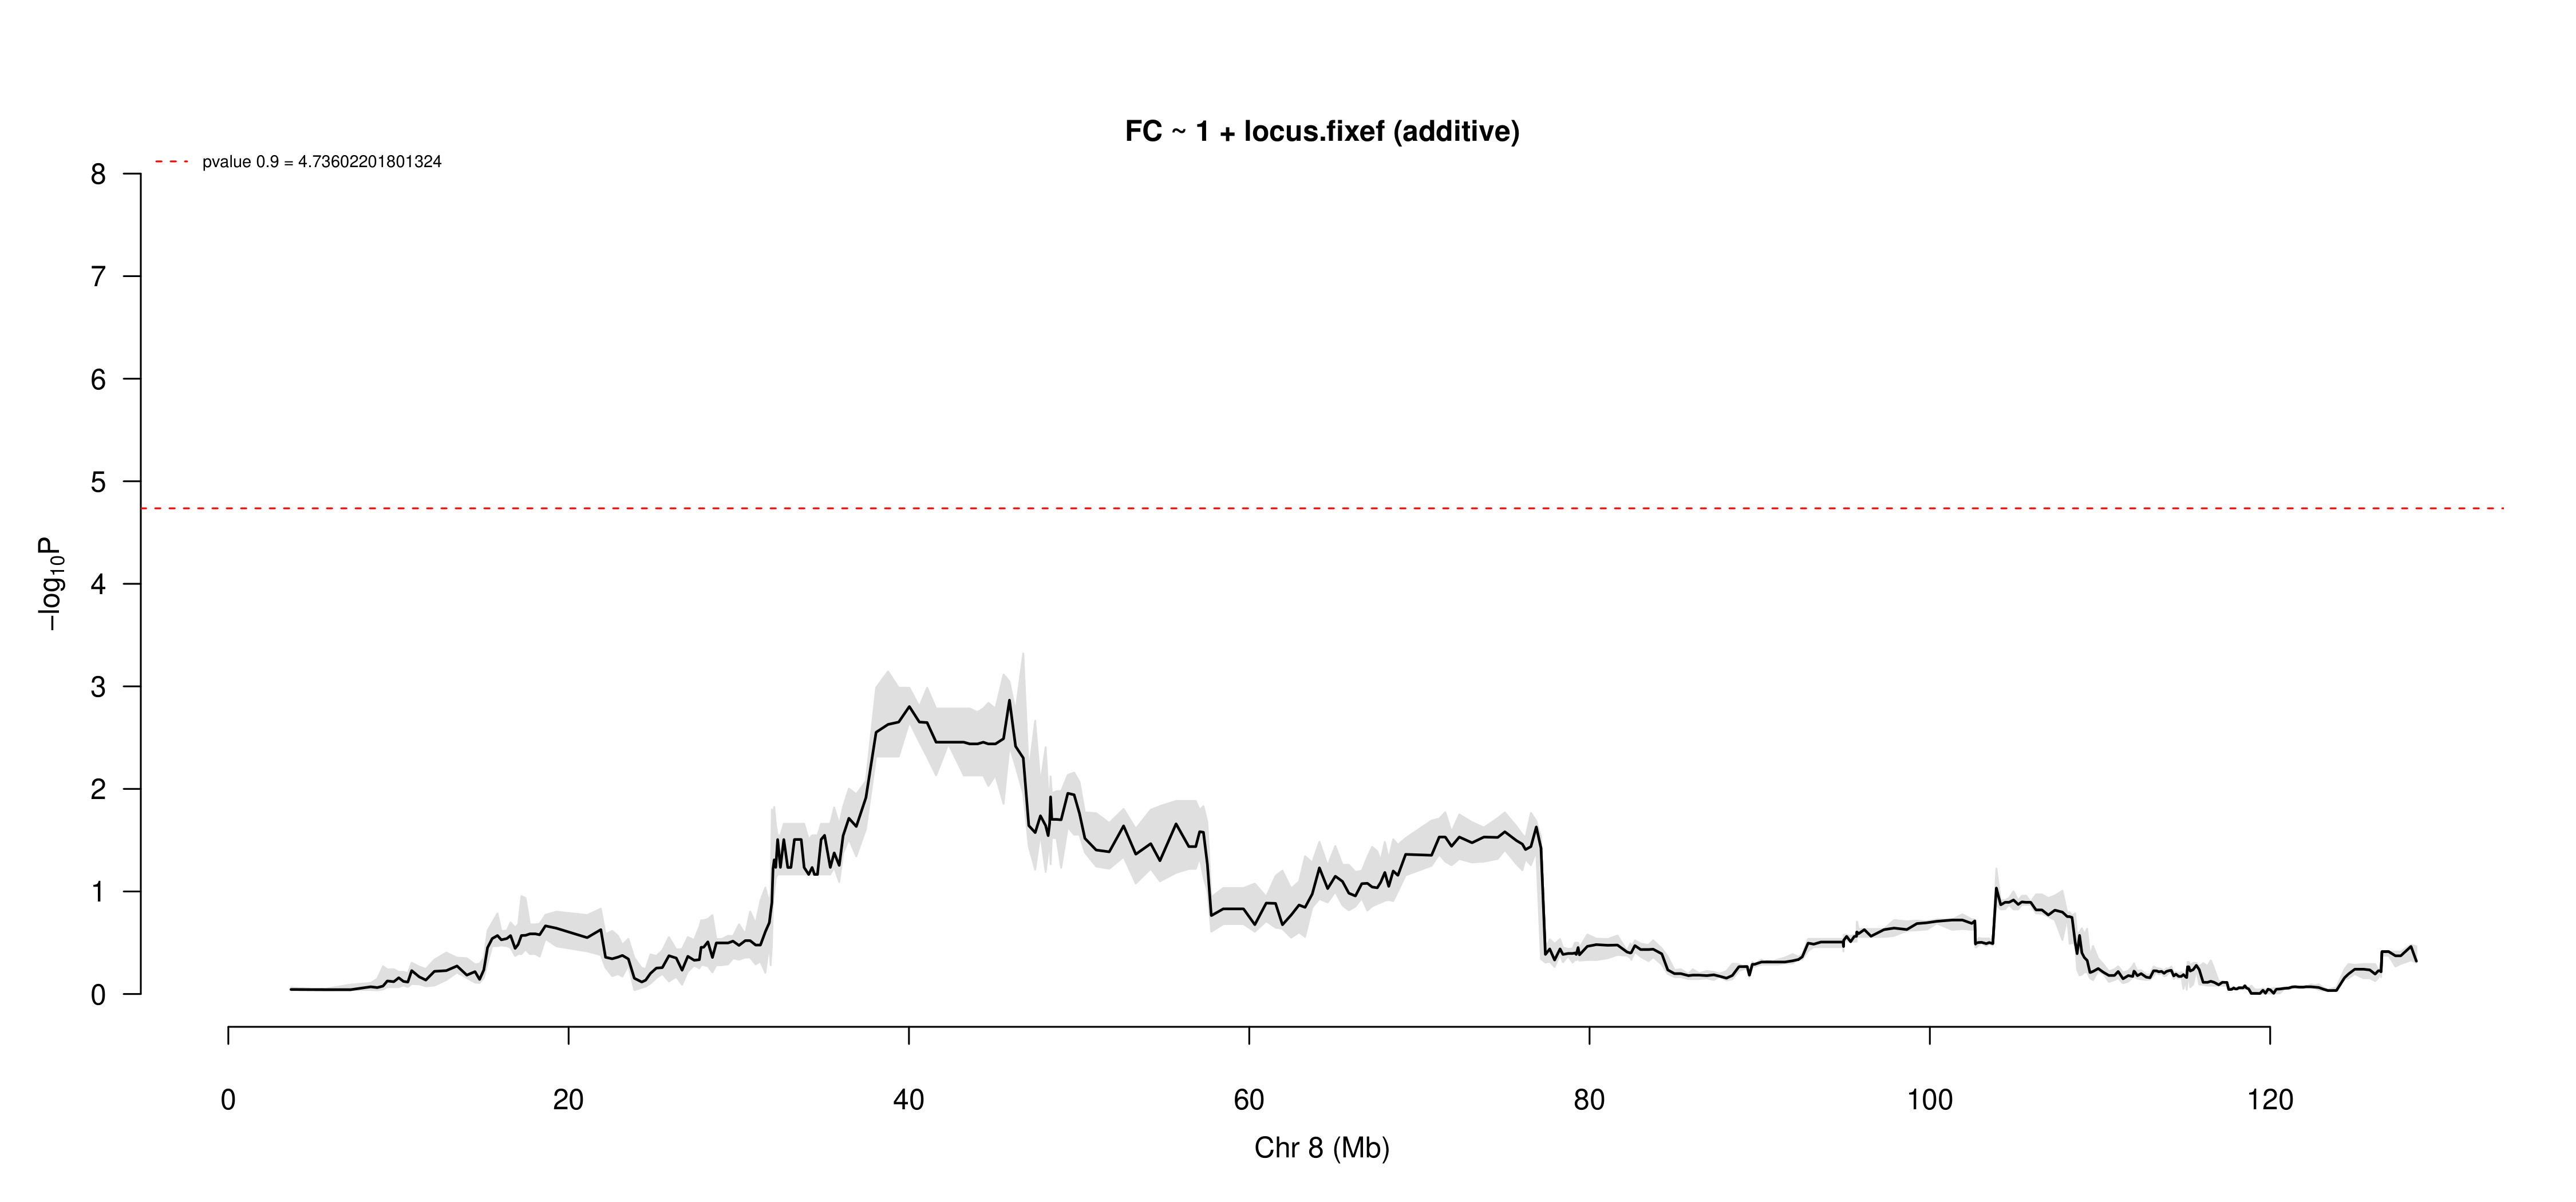 FC ~ 1 + locus.fixef (additive)
pvalue 0.9 = 4.73602201801324
8
7
6
5
4
3
2
1
0
−log10P
0 20 40 60 80 100 120
Chr 8 (Mb)